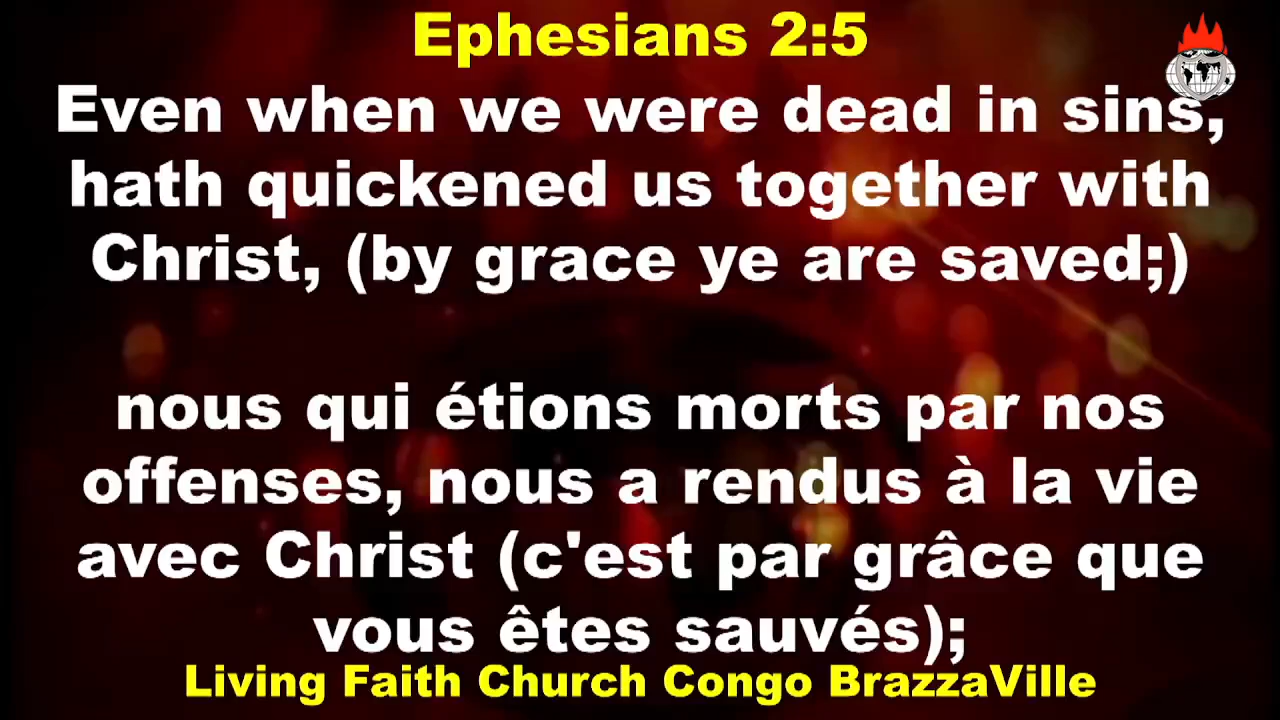 Ephesians 2:5
Even when we were dead in sins,
hath quickened us together with
Christ, (by grace ye are saved;)
nous qui étions morts par nos
offenses, nous a rendus à la vie
avec Christ (c'est par grâce que
vous êtes sauvés);
Living Faith Church Congo BrazzaVille